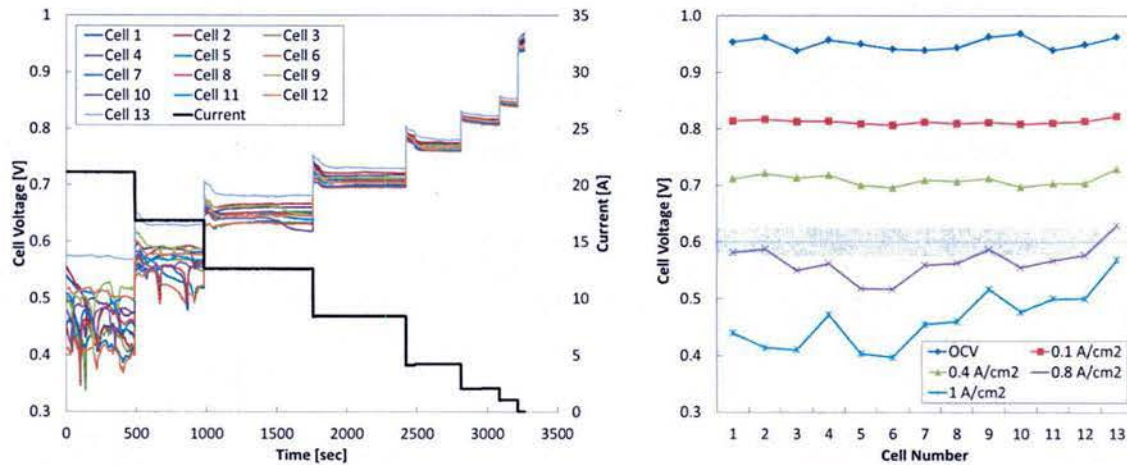 Cell Voltage [V]
1
0.9
0.8
0.7
0.6
0.5
0.4
0.3
Cell 1 Cell 2 Cell 3
Cell 4 Cell 5 Cell 6
Cell 7 Cell 8 Cell 9
Cell 10 Cell 11 Cell 12
Cell 13 Current
35
30
25
20
15
10
5
0
Current [A]
0 500 1000 1500 2000 2500 3000 3500
Time [sec]
Cell Voltage [V]
1.0
0.9
0.8
0.7
0.6
0.5
0.4
0.3
OCV 0.1 A/cm2
0.4 A/cm2 0.8 A/cm2
1 A/cm2
1 2 3 4 5 6 7 8 9 10 11 12 13
Cell Number